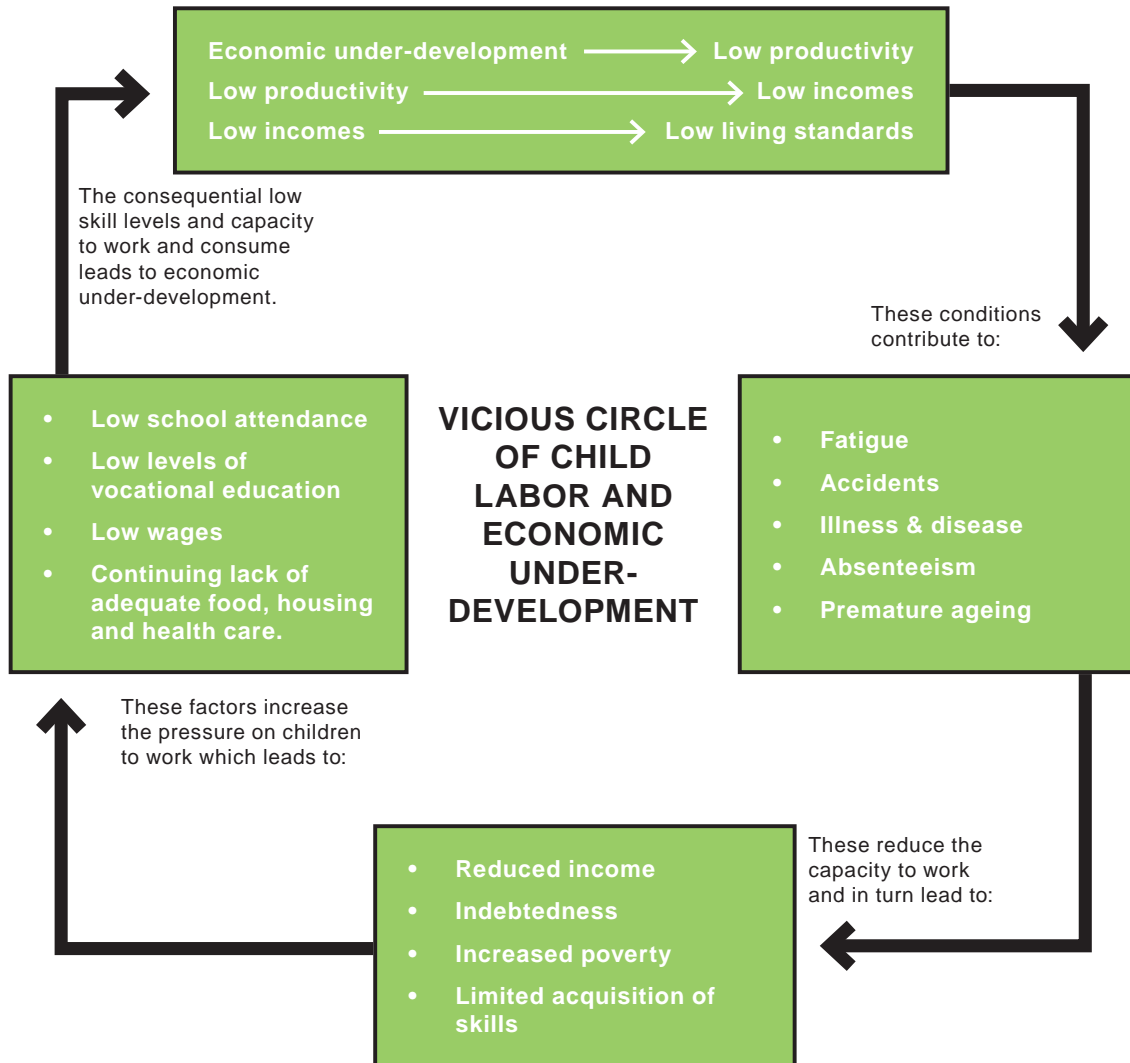 Economic under-development → Low productivity
Low productivity → Low incomes
Low incomes → Low living standards
The consequential low
skill levels and capacity
to work and consume
leads to economic
under-development.
These conditions
contribute to:
VICIOUS CIRCLE
OF CHILD
LABOR AND
ECONOMIC
UNDER-
DEVELOPMENT
• Fatigue
• Accidents
• Illness & disease
• Absenteeism
• Premature ageing
These reduce the
capacity to work
and in turn lead to:
• Reduced income
• Indebtedness
• Increased poverty
• Limited acquisition of
skills
These factors increase
the pressure on children
to work which leads to:
• Low school attendance
• Low levels of
vocational education
• Low wages
• Continuing lack of
adequate food, housing
and health care.